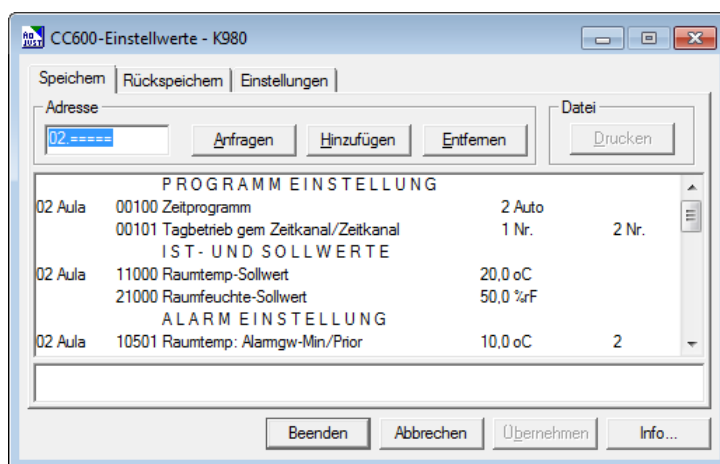 AD
JUST
CC600-Einstellwerte - K980
Speichern Rückspeichern Einstellungen
Adresse Datei
02.===== Anfragen Hinzufügen Entfernen Drucken
PROGRAMM EINSTELLUNG
02 Aula 00100 Zeitprogramm 2 Auto
00101 Tagbetrieb gem Zeitkanal/Zeitkanal 1 Nr. 2 Nr.
IST- UND SOLLWERTE
02 Aula 11000 Raumtemp-Sollwert 20,0 oC
21000 Raumfeuchte-Sollwert 50,0 %rF
ALARM EINSTELLUNG
02 Aula 10501 Raumtemp: Alarmgw-Min/Prior 10,0 oC 2
Beenden Abbrechen Übernehmen Info...